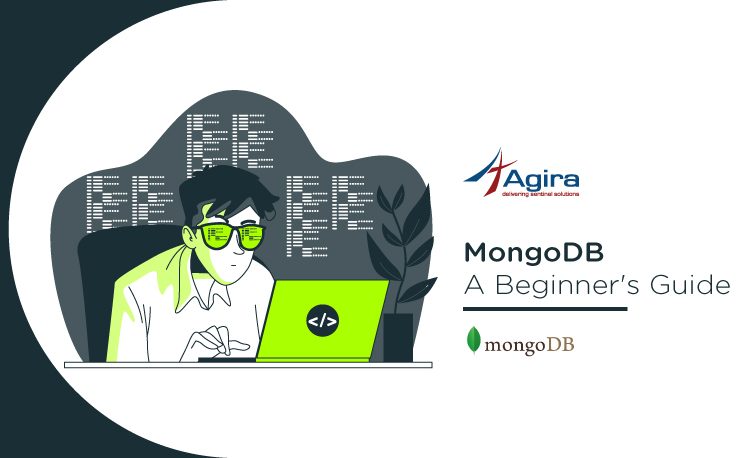 Agira
delivering sentinel solutions
MongoDB
A Beginner's Guide
</>
mongoDB